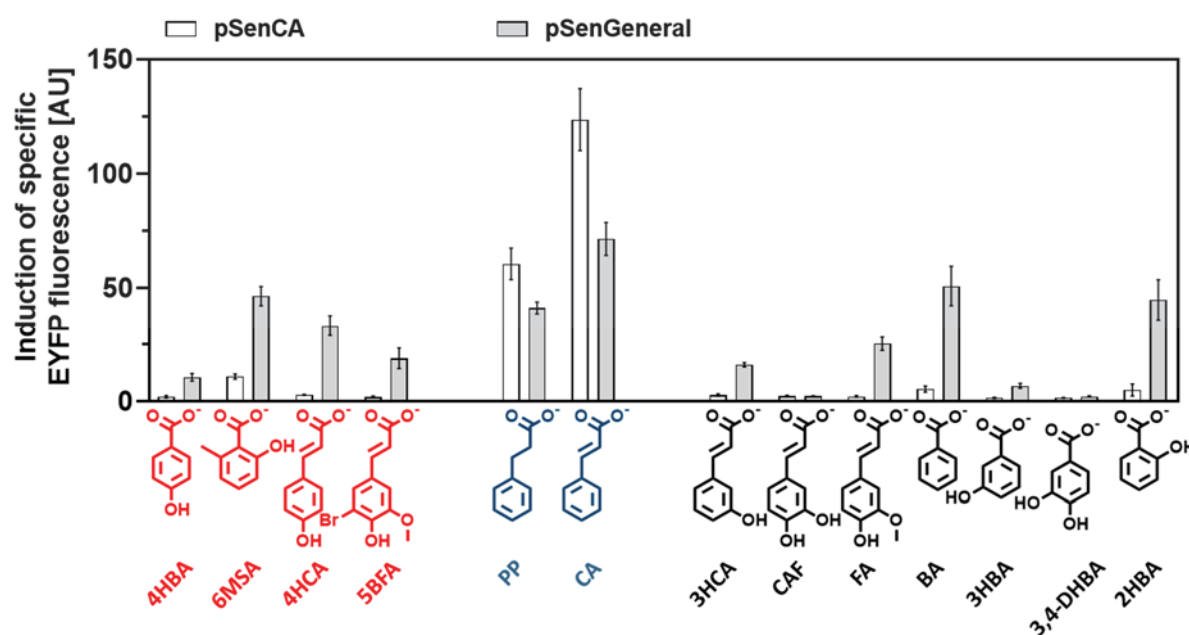 pSenCA pSenGeneral
Induction of specific
EYFP fluorescence [AU]
150
100
50
0
O O- O O- O O- O O- O O- O O- O O- O O- O O- O O- O O- O O- O O-
OH
OH
OH
Br
OH
O
OH
OH
OH
OH
O
HO
HO
OH
OH
4HBA 6MSA 4HCA 5BFA PP CA 3HCA CAF FA BA 3HBA 3,4-DHBA 2HBA